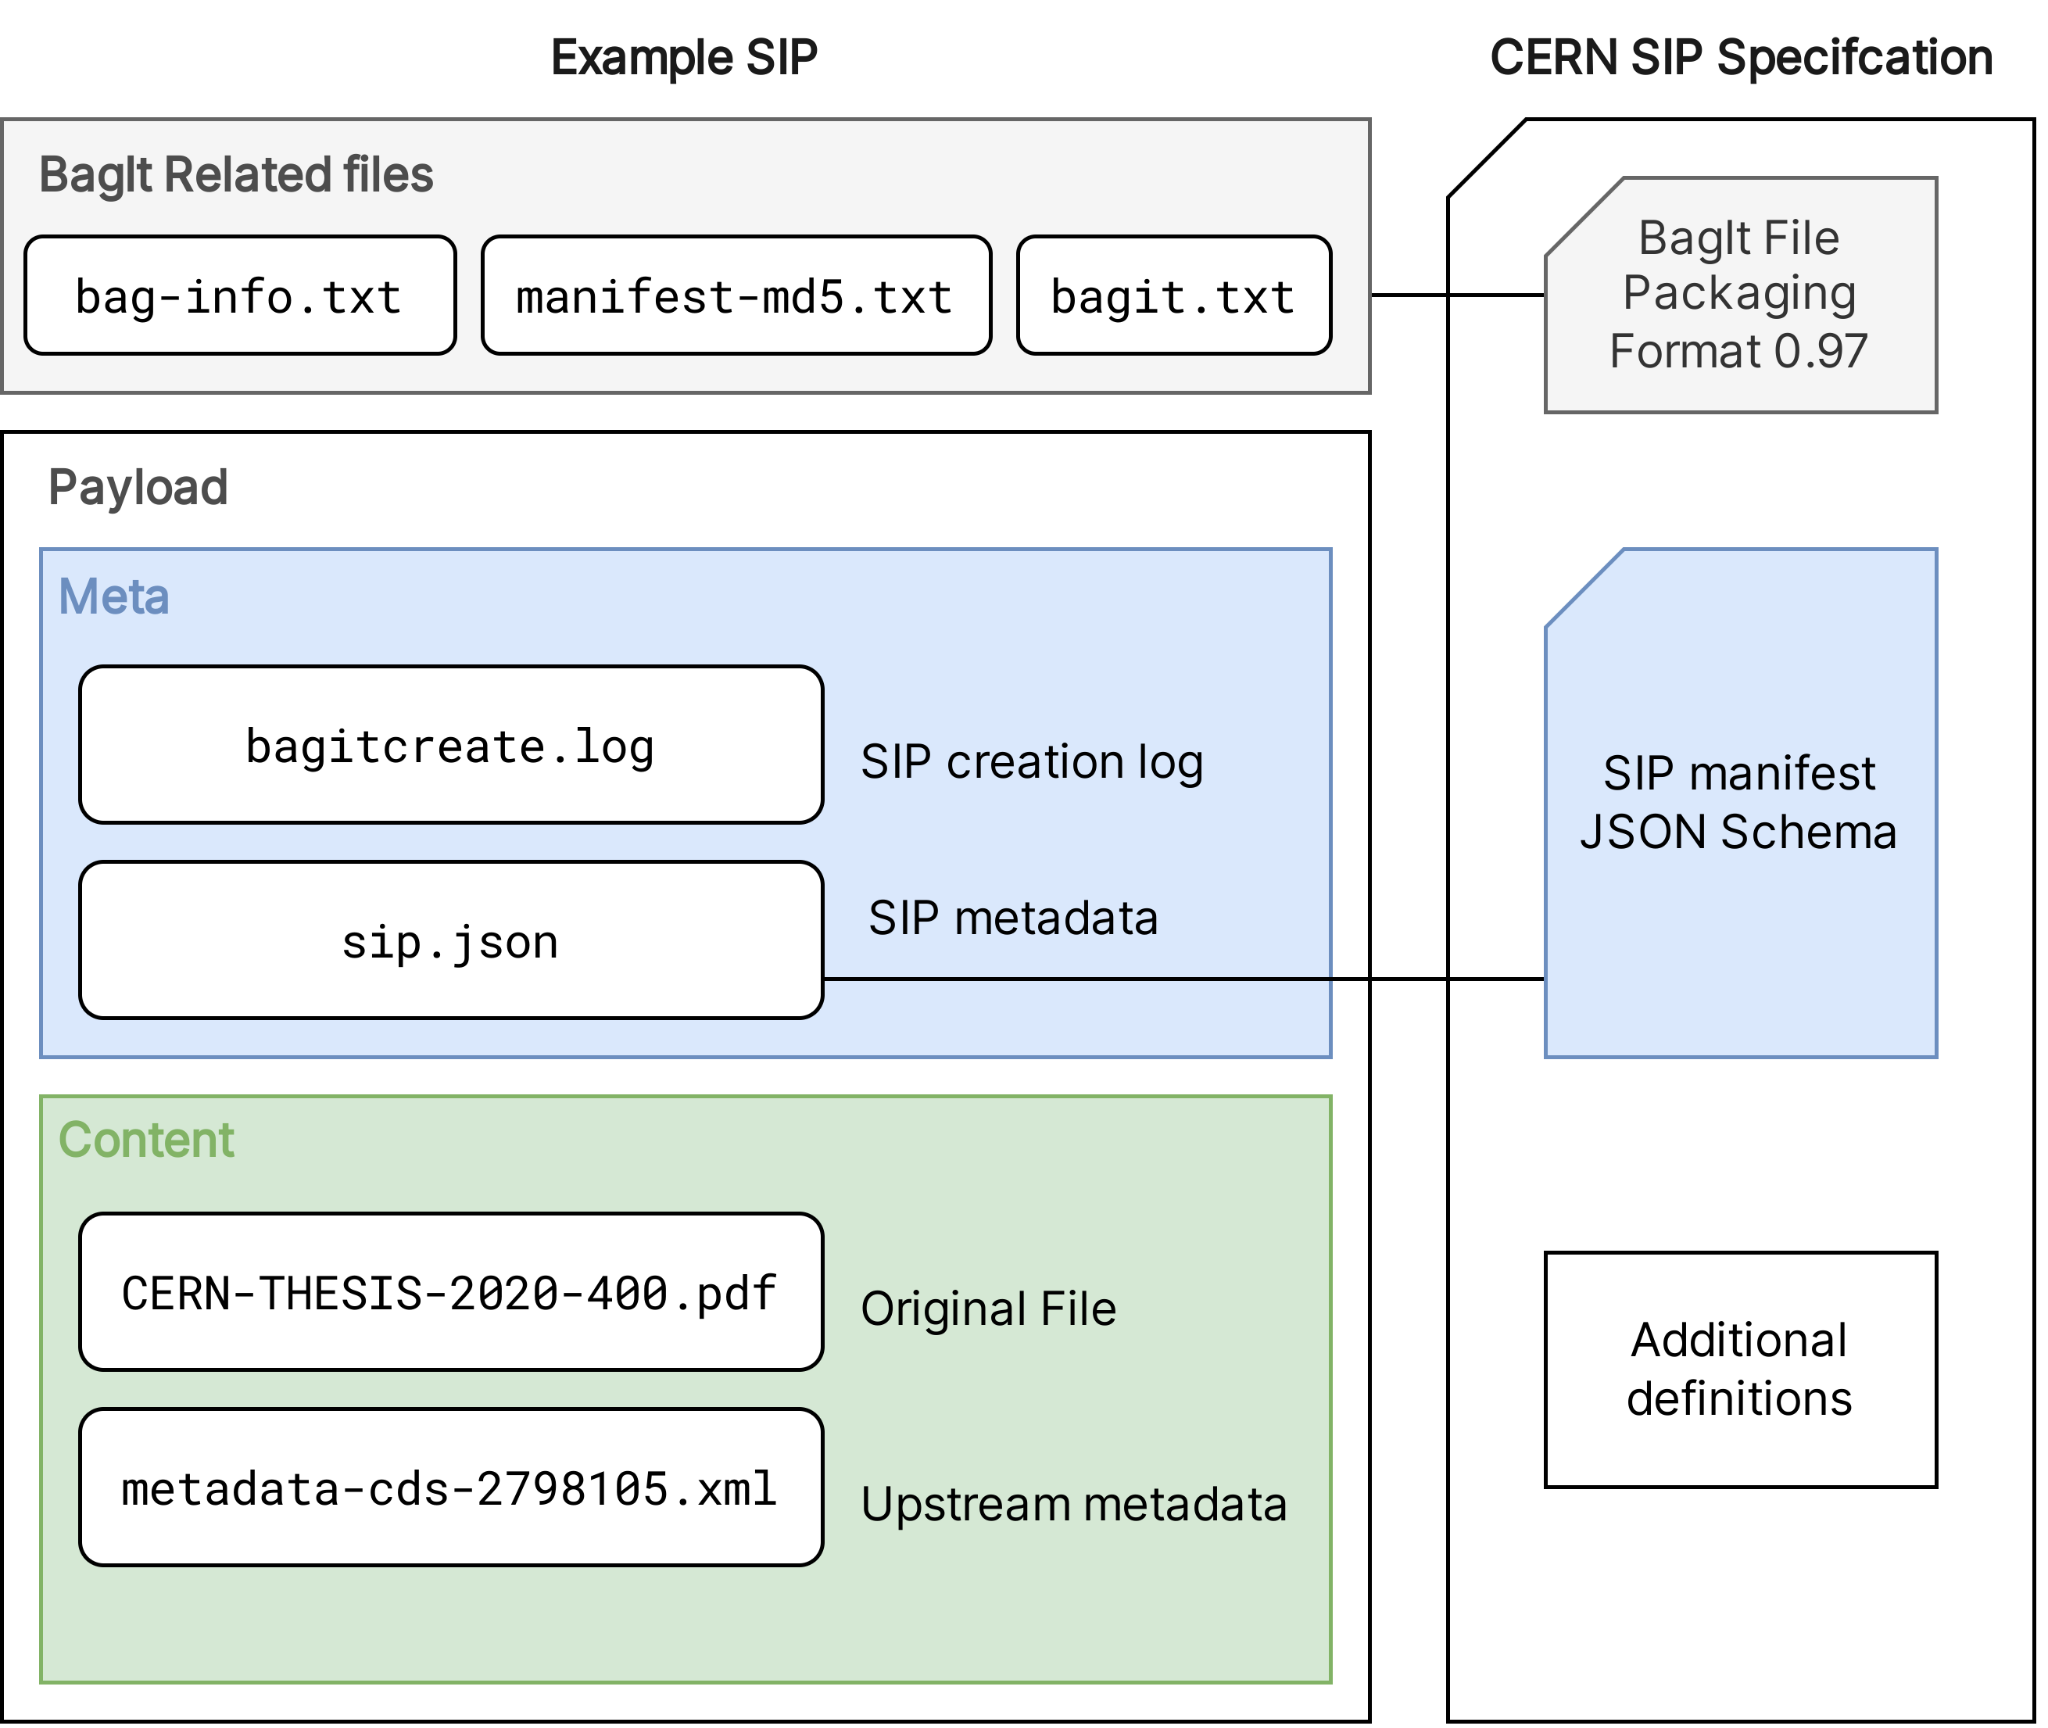 Example SIP
CERN SIP Specifcation
BagIt Related files
bag-info.txt
manifest-md5.txt
bagit.txt
BagIt File
Packaging
Format 0.97
Payload
Meta
bagitcreate.log
SIP creation log
sip.json
SIP metadata
SIP manifest
JSON Schema
Content
CERN-THESIS-2020-400.pdf
Original File
metadata-cds-2798105.xml
Upstream metadata
Additional
definitions